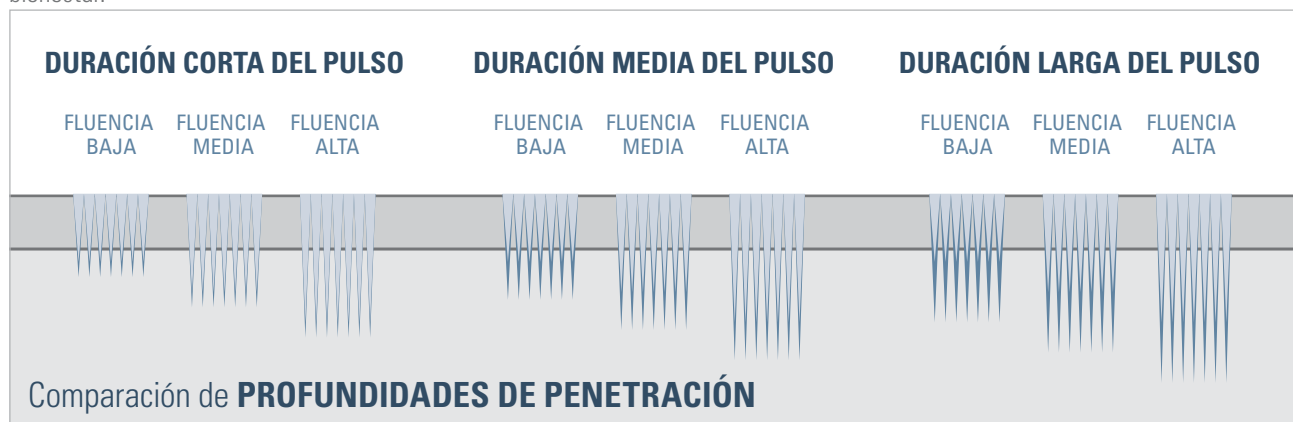 bienestar.
DURACIÓN CORTA DEL PULSO
FLUENCIA BAJA
FLUENCIA MEDIA
FLUENCIA ALTA
DURACIÓN MEDIA DEL PULSO
FLUENCIA BAJA
FLUENCIA MEDIA
FLUENCIA ALTA
DURACIÓN LARGA DEL PULSO
FLUENCIA BAJA
FLUENCIA MEDIA
FLUENCIA ALTA
Comparación de PROFUNDIDADES DE PENETRACIÓN